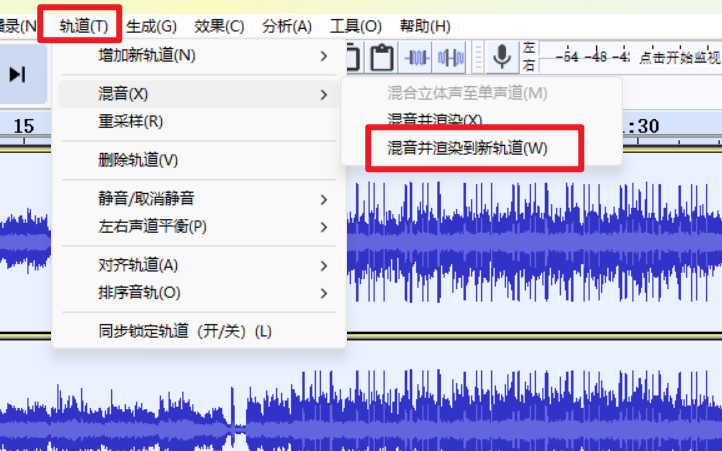 录(N 轨道(T) 生成(G) 效果(C) 分析(A) 工具(O) 帮助(H)
增加新轨道(N)
左
右
-54 -48 -42 点击开始监视
混音(X)
混合立体声至单声道(M)
重采样(R)
混音并渲染(X)
15
1:30
混音并渲染到新轨道(W)
删除轨道(V)
静音/取消静音
左右声道平衡(P)
对齐轨道(A)
排序音轨(O)
同步锁定轨道（开/关）(L)